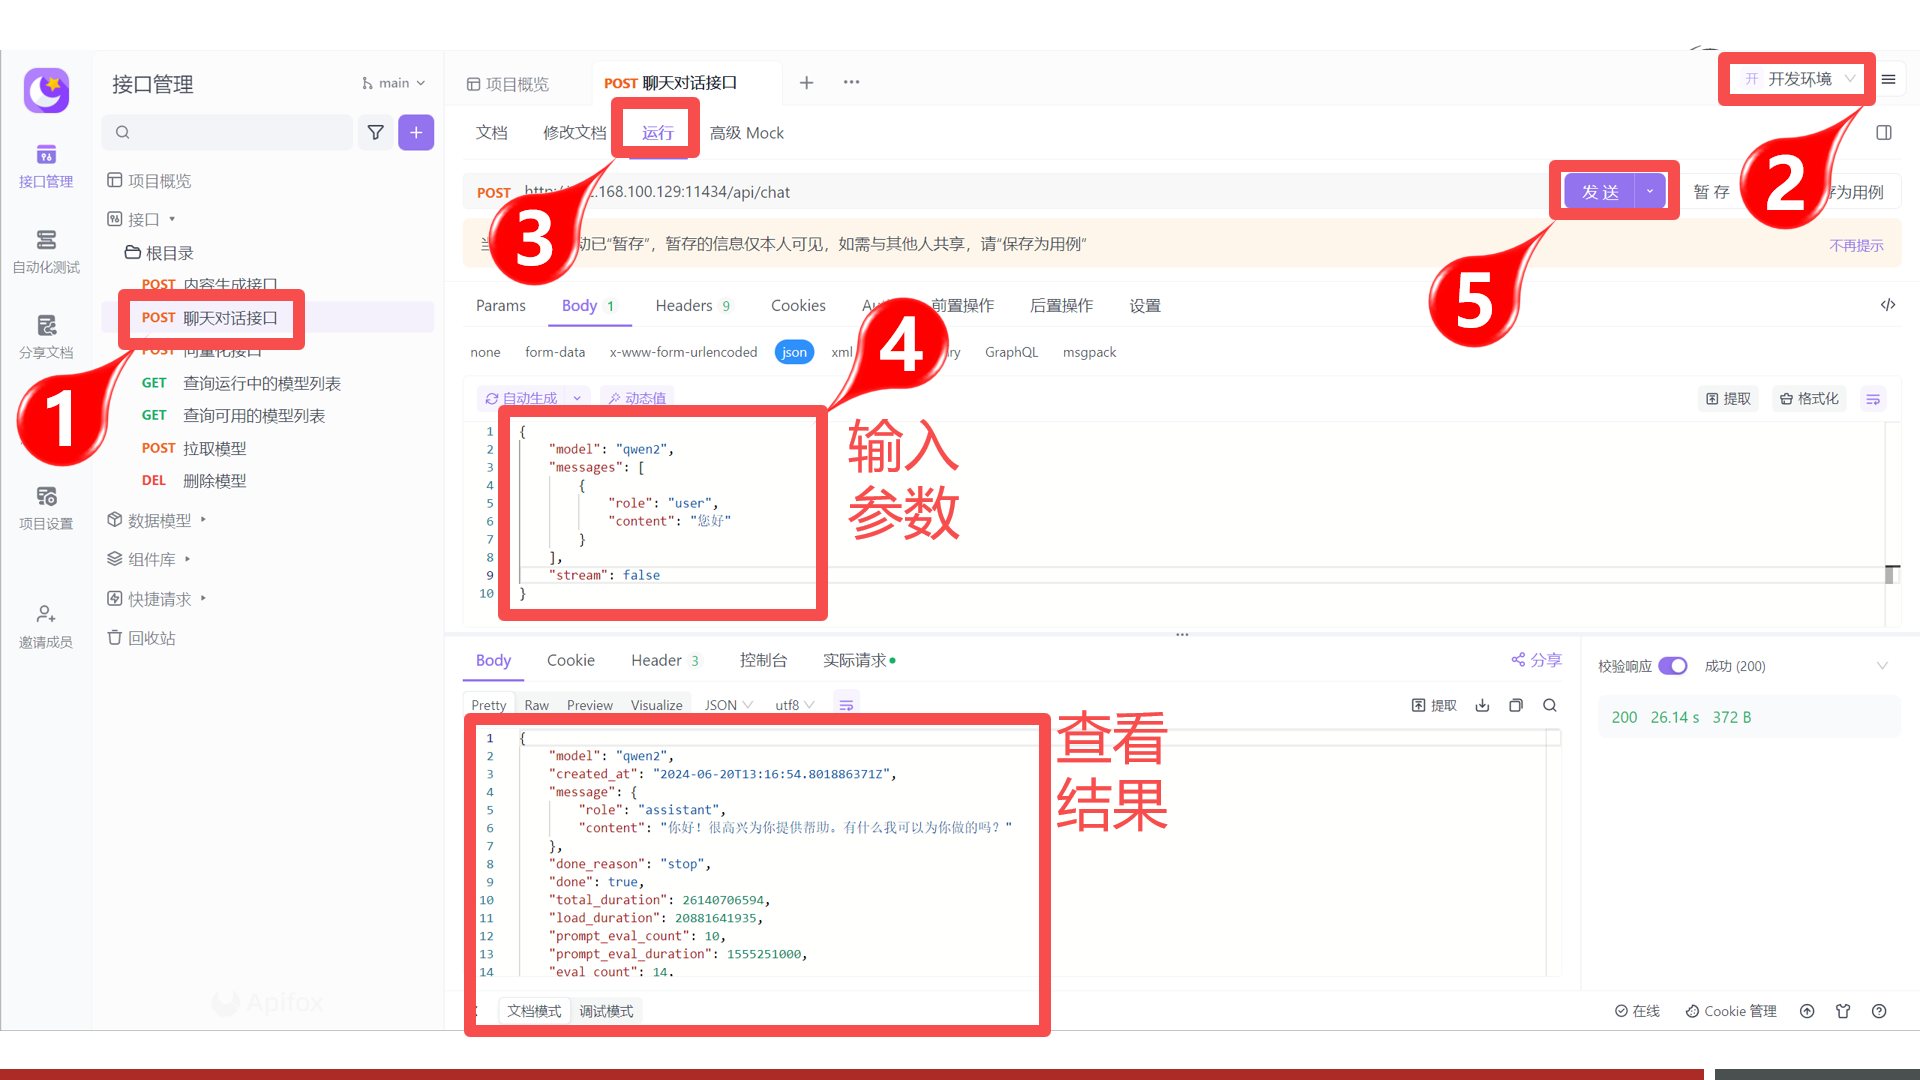 接口管理
main
项目概览
POST 聊天对话接口
开 开发环境
文档
修改文档
运行
高级 Mock
接口管理
自动化测试
分享文档
项目设置
邀请成员
项目概览
接口
根目录
POST 内容生成接口
POST 聊天对话接口
POST 向量化接口
GET 查询运行中的模型列表
GET 查询可用的模型列表
POST 拉取模型
DEL 删除模型
数据模型
组件库
快捷请求
回收站
Apifox
1
2
3
4
5
POST .168.100.129:11434/api/chat
发送
暂存
为用例
动已“暂存”，暂存的信息仅本人可见，如需与其他人共享，请“保存为用例”
不再提示
Params
Body 1
Headers 9
Cookies
前置操作
后置操作
设置
none
form-data
x-www-form-urlencoded
json
xml
GraphQL
msgpack
自动生成
动态值
提取
格式化
1 {
2 "model": "qwen2",
3 "messages": [
4 {
5 "role": "user",
6 "content": "您好"
7 }
8 ],
9 "stream": false
10 }
输入
参数
Body
Cookie
Header 3
控制台
实际请求
分享
校验响应
成功 (200)
Pretty
Raw
Preview
Visualize
JSON
utf8
提取
200 26.14 s 372 B
1 {
2 "model": "qwen2",
3 "created_at": "2024-06-20T13:16:54.801886371Z",
4 "message": {
5 "role": "assistant",
6 "content": "你好！很高兴为你提供帮助。有什么我可以为你做的吗？"
7 },
8 "done_reason": "stop",
9 "done": true,
10 "total_duration": 26140706594,
11 "load_duration": 20881641935,
12 "prompt_eval_count": 10,
13 "prompt_eval_duration": 1555251000,
14 "eval_count": 14,
查看
结果
文档模式
调试模式
在线
Cookie 管理